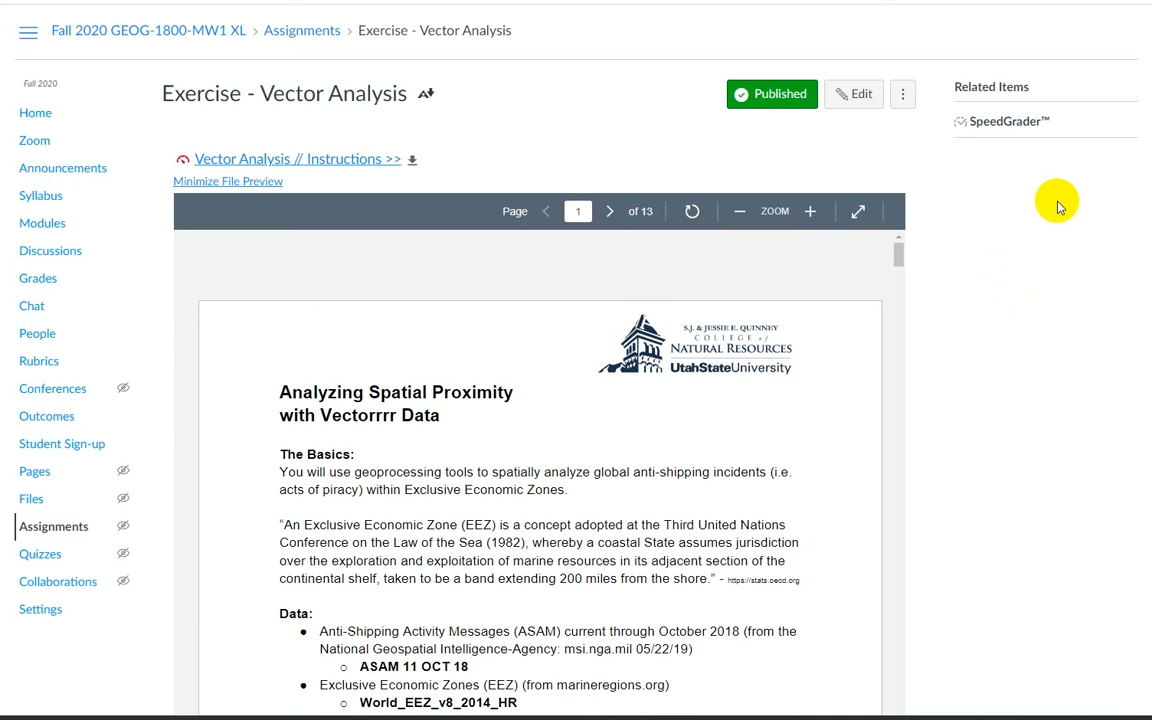 Fall 2020 GEOG-1800-MW1 XL › Assignments › Exercise - Vector Analysis
Fall 2020
Home
Zoom
Announcements
Syllabus
Modules
Discussions
Grades
Chat
People
Rubrics
Conferences
Outcomes
Student Sign-up
Pages
Files
Assignments
Quizzes
Collaborations
Settings
Exercise - Vector Analysis
Published
Edit
Related Items
SpeedGrader™
Vector Analysis // Instructions >>
Minimize File Preview
Page 1 of 13 ZOOM
S.J. & JESSIE E. QUINNEY
COLLEGE of
NATURAL RESOURCES
UtahStateUniversity
Analyzing Spatial Proximity
with Vectorrrr Data
The Basics:
You will use geoprocessing tools to spatially analyze global anti-shipping incidents (i.e.
acts of piracy) within Exclusive Economic Zones.
“An Exclusive Economic Zone (EEZ) is a concept adopted at the Third United Nations
Conference on the Law of the Sea (1982), whereby a coastal State assumes jurisdiction
over the exploration and exploitation of marine resources in its adjacent section of the
continental shelf, taken to be a band extending 200 miles from the shore.” - https://stats.oecd.org
Data:
● Anti-Shipping Activity Messages (ASAM) current through October 2018 (from the
National Geospatial Intelligence-Agency: msi.nga.mil 05/22/19)
○ ASAM 11 OCT 18
● Exclusive Economic Zones (EEZ) (from marineregions.org)
○ World_EEZ_v8_2014_HR